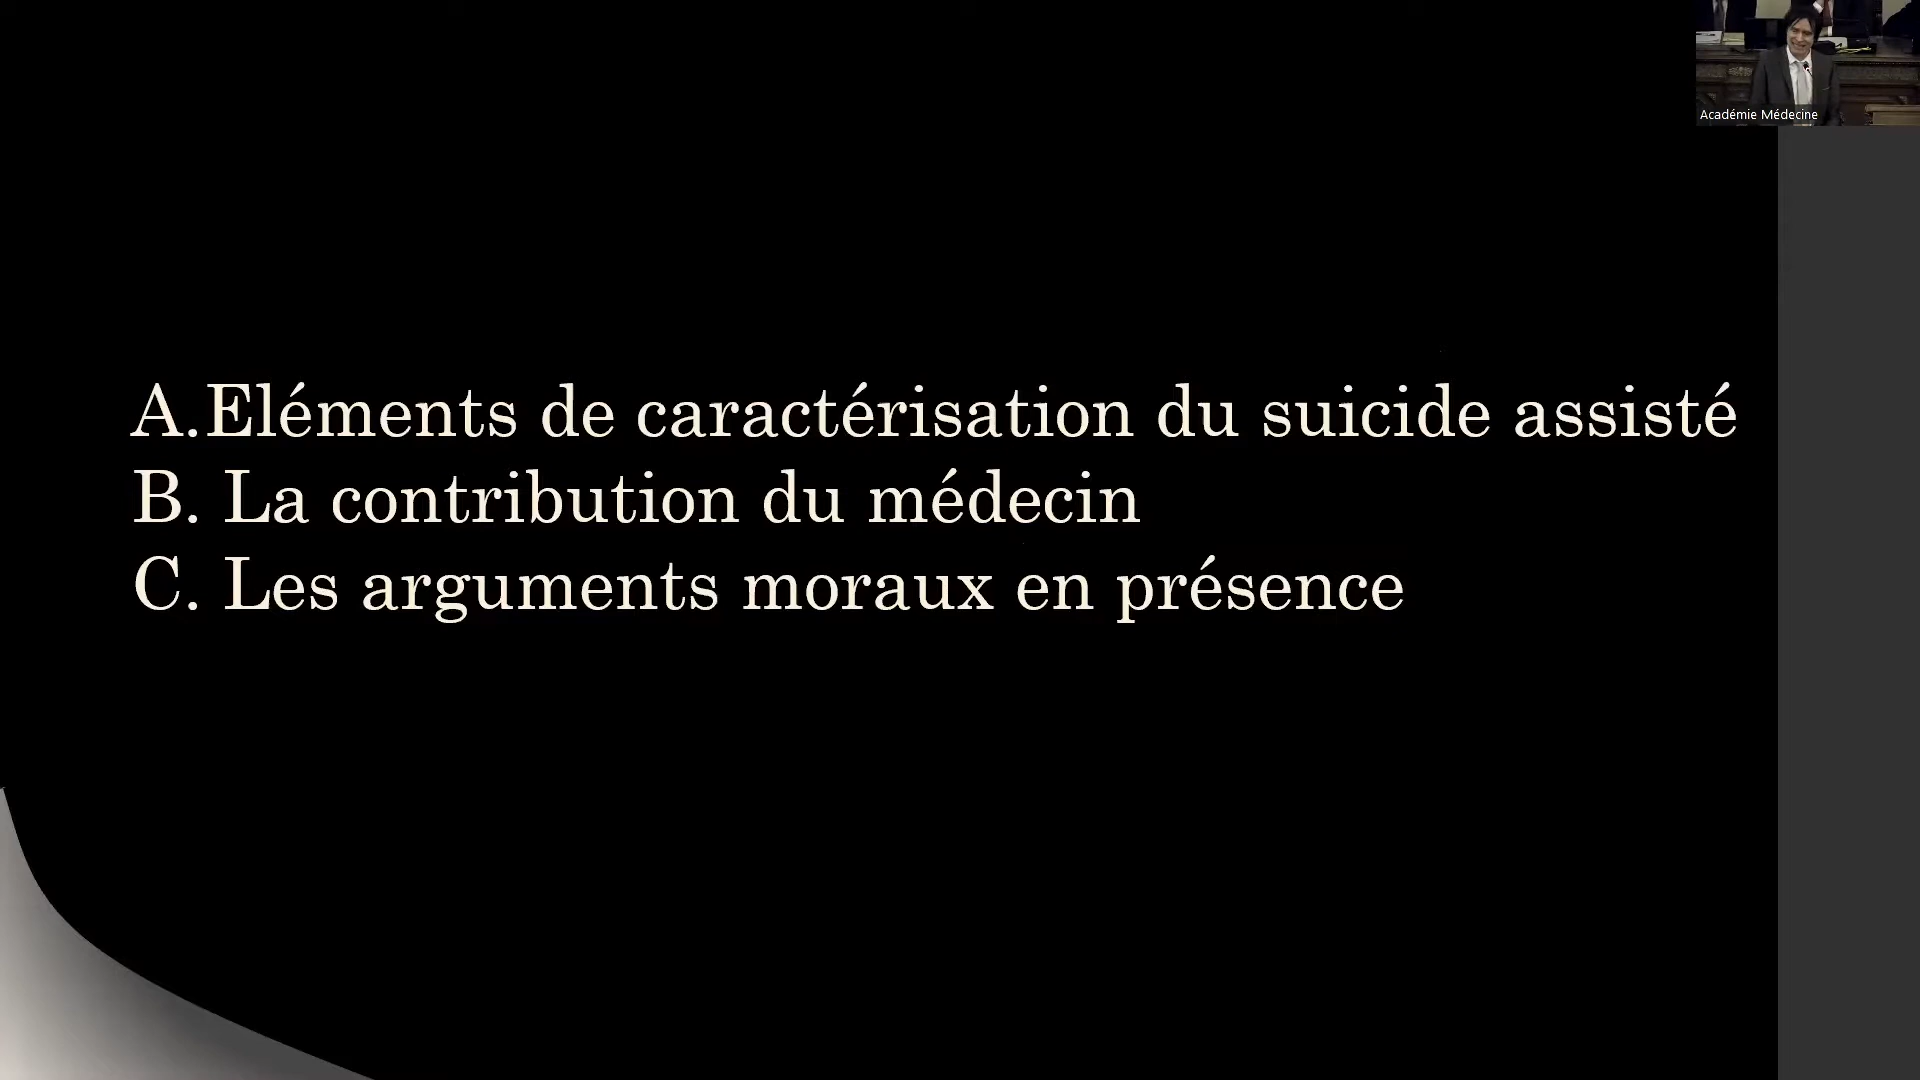 Académie Médecine
A.Eléments de caractérisation du suicide assisté
B. La contribution du médecin
C. Les arguments moraux en présence